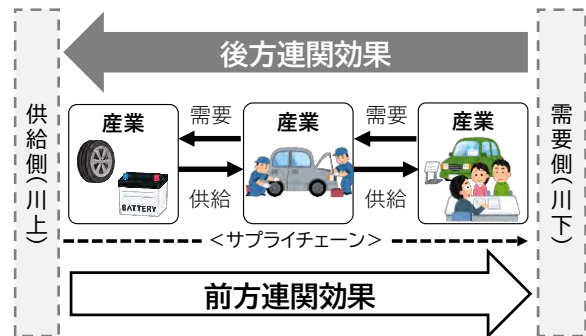 後方連関効果
供給側(川上)
産業
需要
供給
産業
需要
供給
産業
需要側(川下)
BATTERY
<サプライチェーン>
前方連関効果